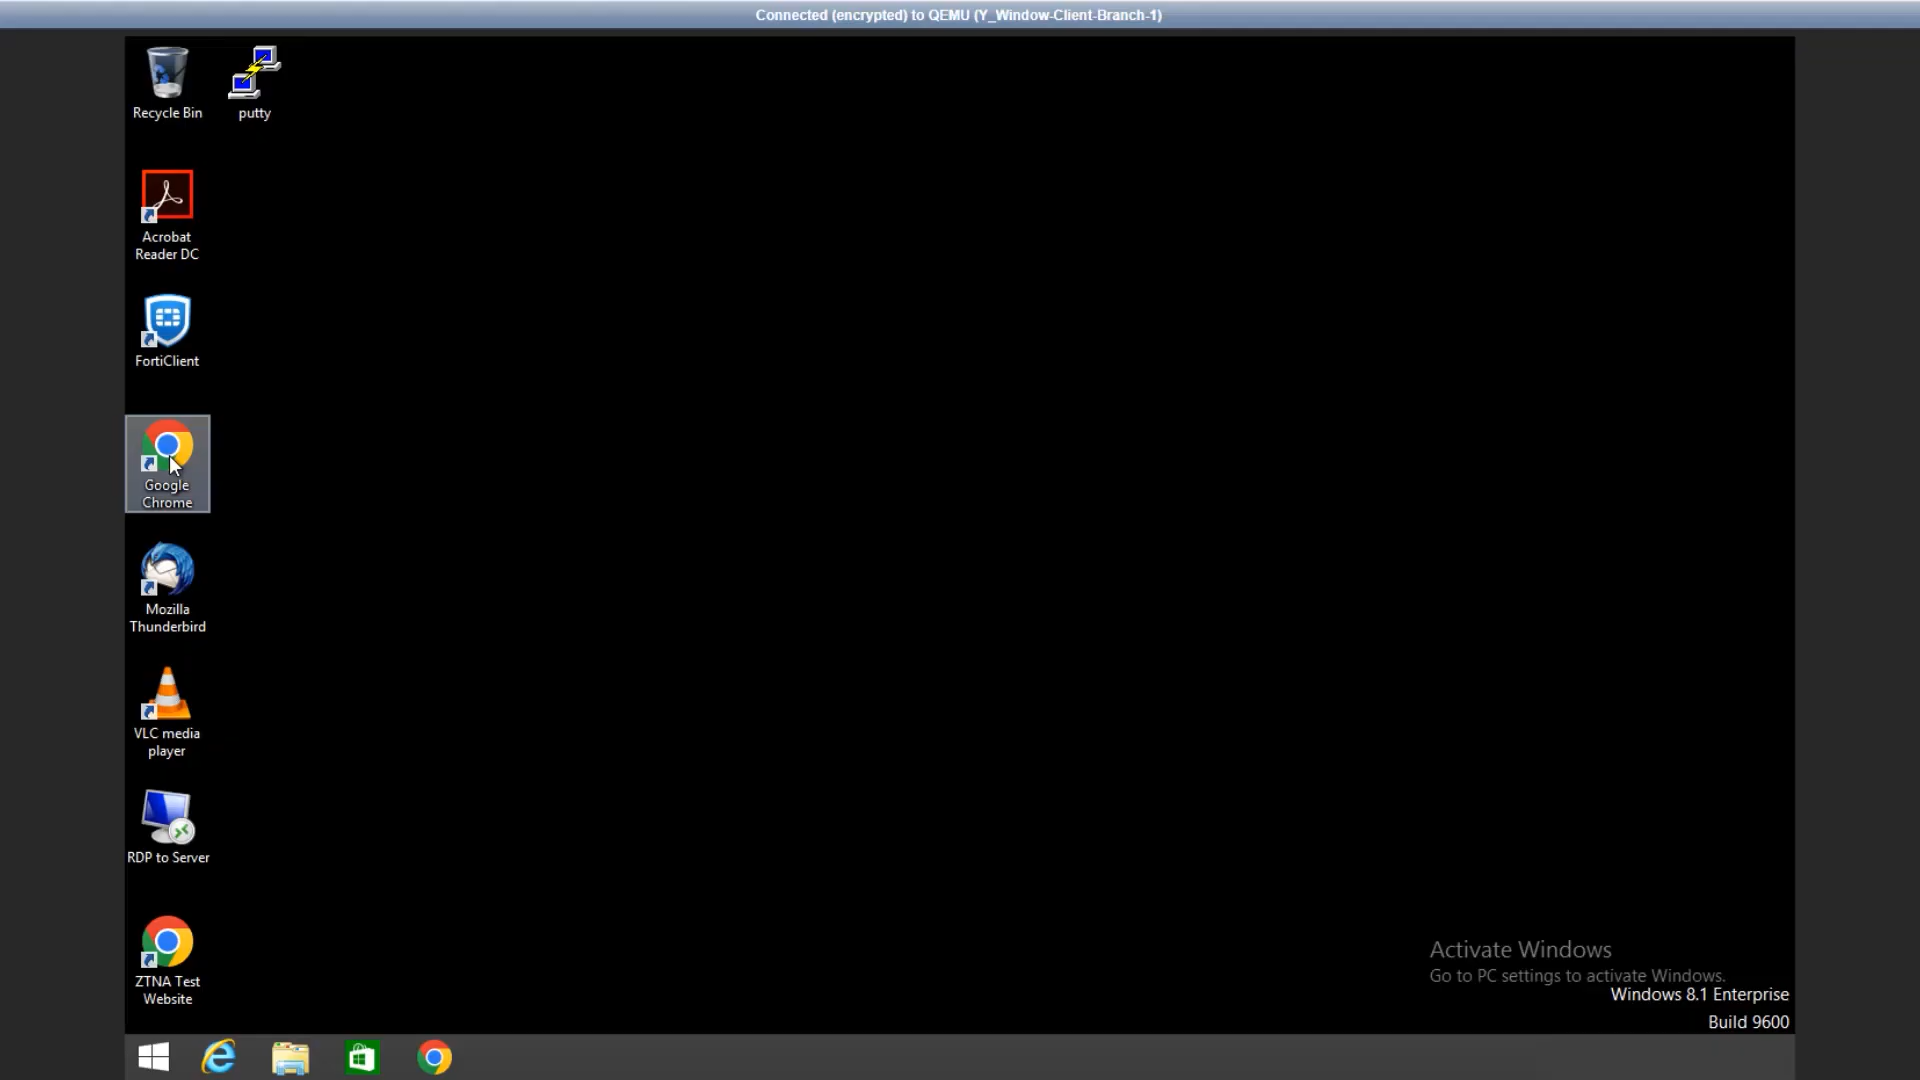 Connected (encrypted) to QEMU (Y_Window-Client-Branch-1)
Recycle Bin
putty
Acrobat
Reader DC
FortiClient
Google
Chrome
Mozilla
Thunderbird
VLC media
player
RDP to Server
ZTNA Test
Website
Activate Windows
Go to PC settings to activate Windows.
Windows 8.1 Enterprise
Build 9600